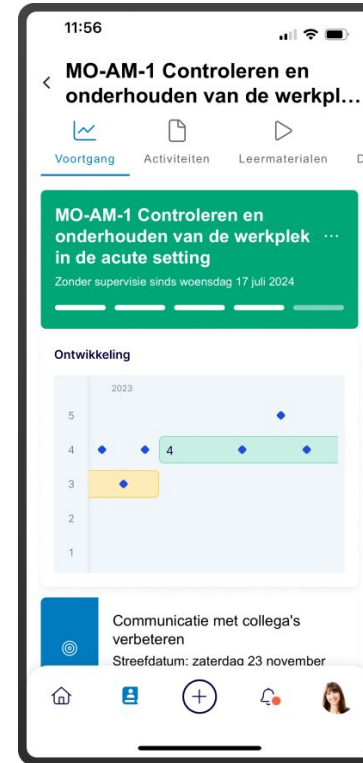 11:56
MO-AM-1 Controleren en
onderhouden van de werkpl...
Voortgang Activiteiten Leermaterialen D
MO-AM-1 Controleren en
onderhouden van de werkplek
in de acute setting
Zonder supervisie sinds woensdag 17 juli 2024
Ontwikkeling
2023
5
4 4
3
2
1
Communicatie met collega's
verbeteren
Streefdatum: zaterdag 23 november